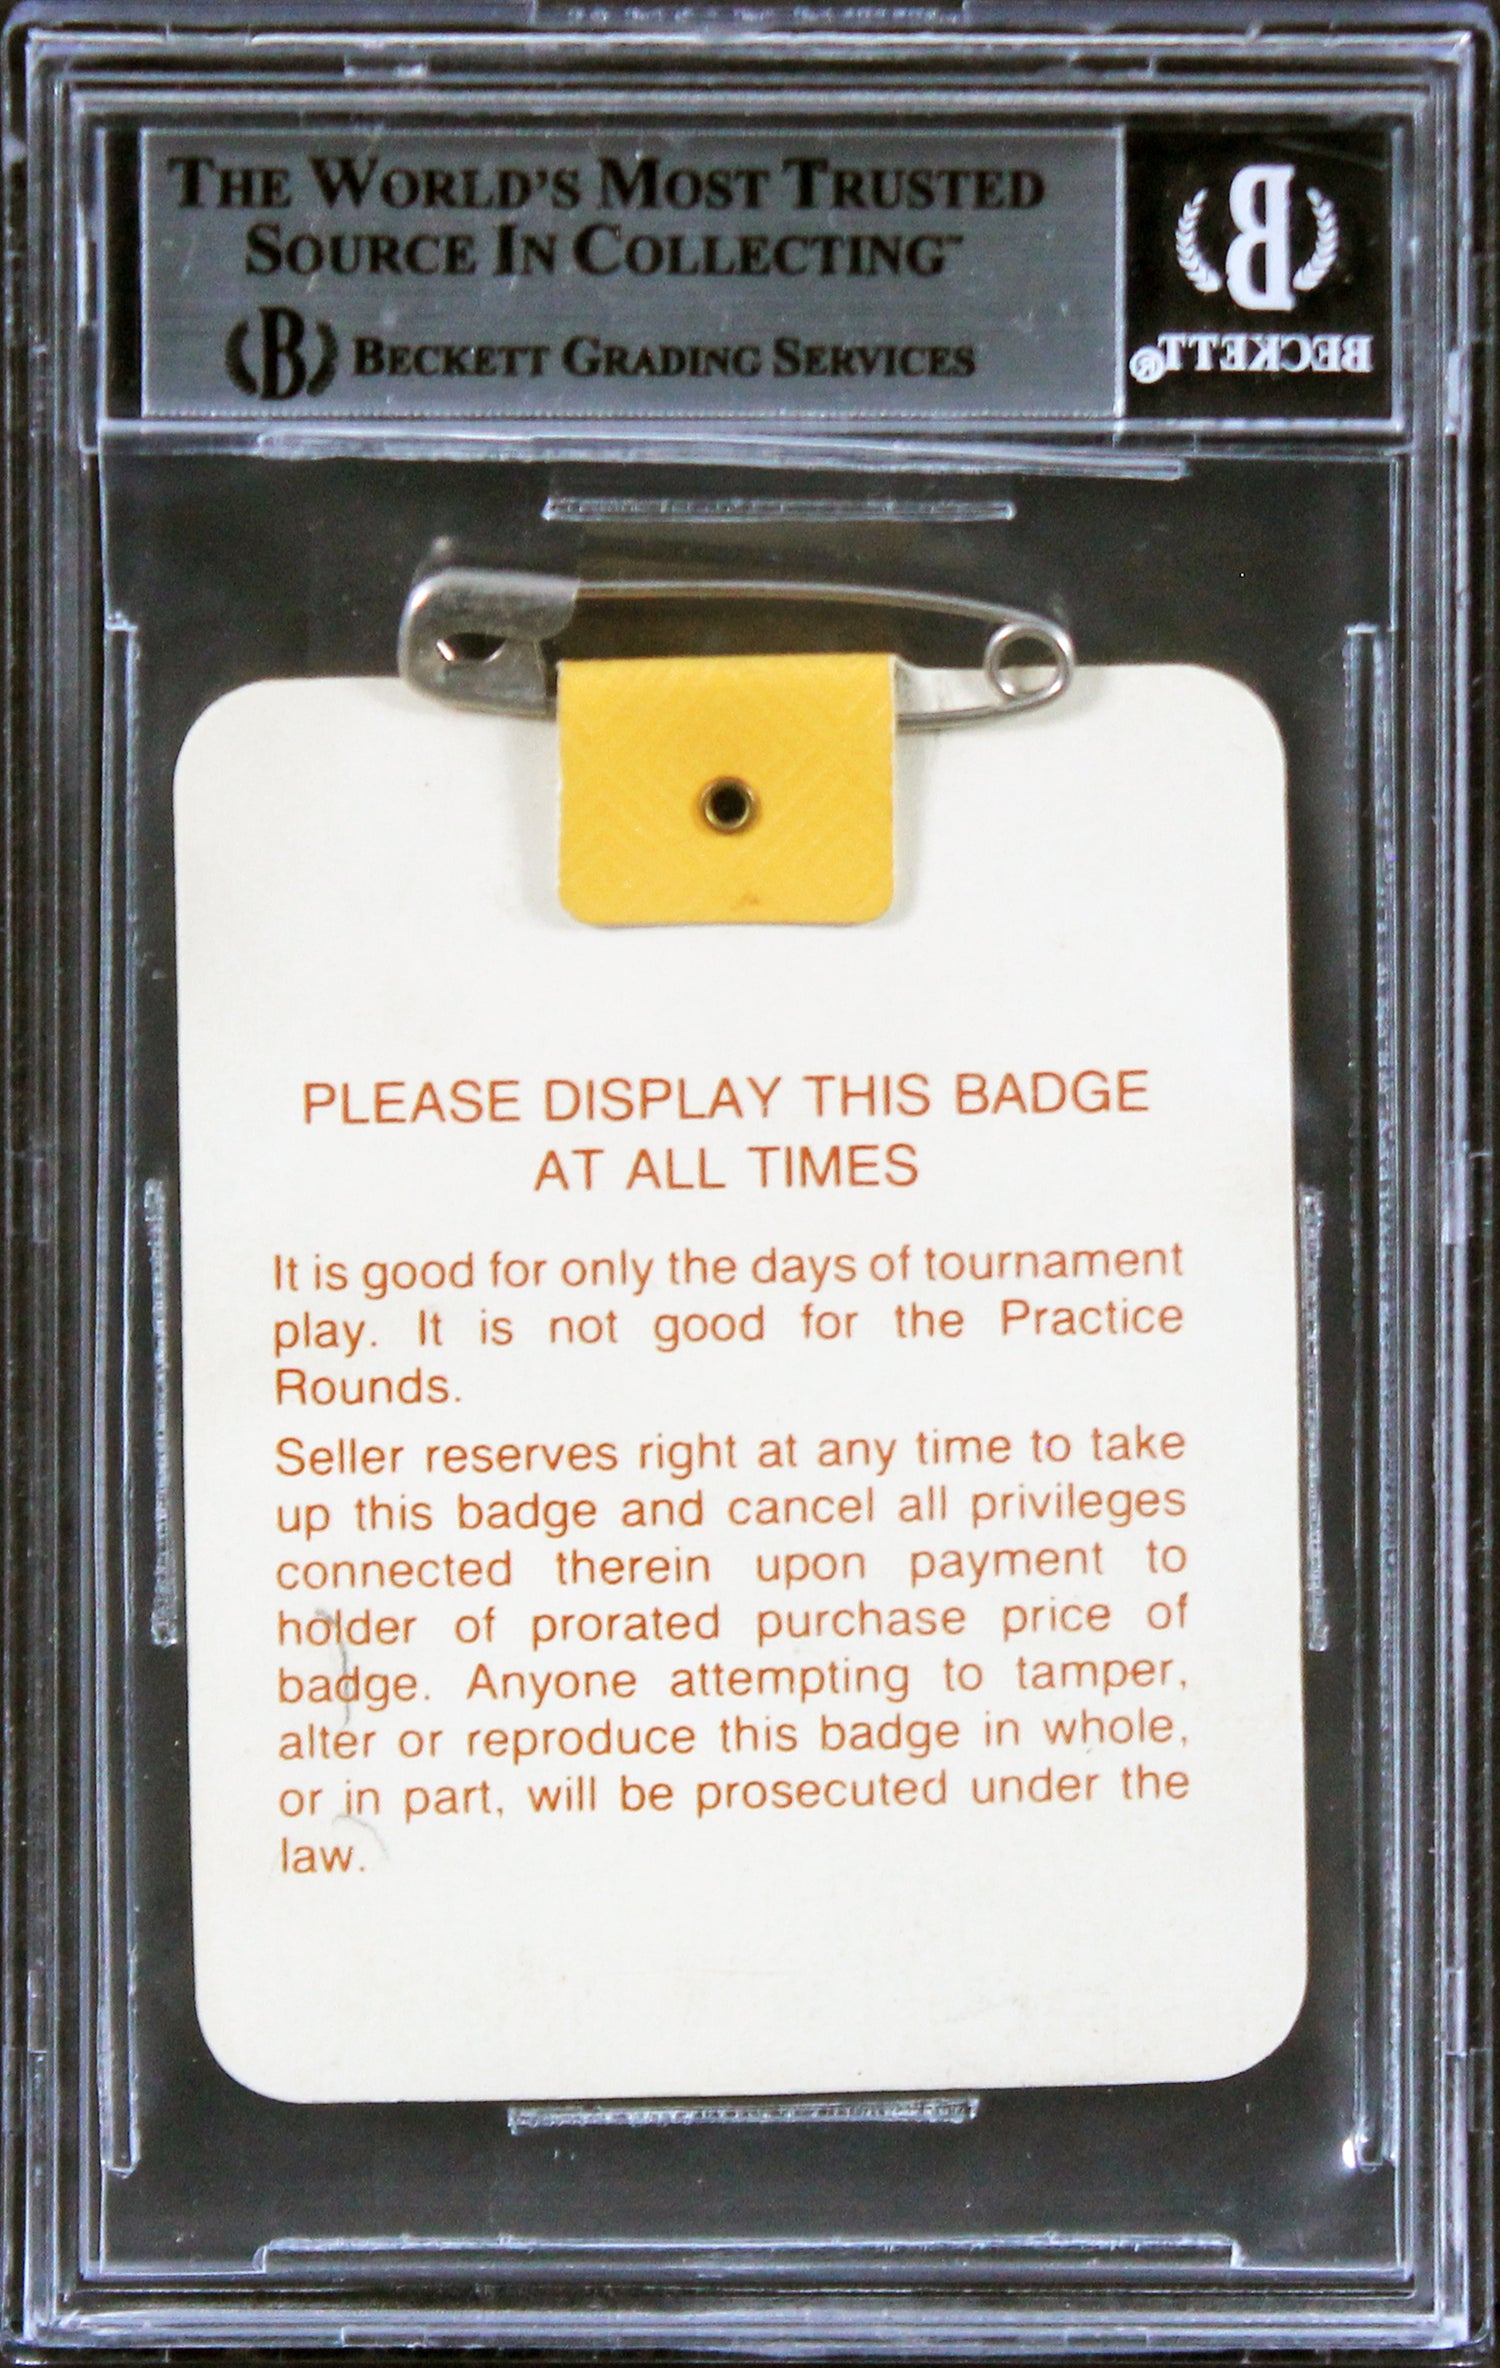 THE WORLD'S MOST TRUSTED
SOURCE IN COLLECTING™
B BECKETT GRADING SERVICES
B
BECKETT®
PLEASE DISPLAY THIS BADGE
AT ALL TIMES
It is good for only the days of tournament
play. It is not good for the Practice
Rounds.
Seller reserves right at any time to take
up this badge and cancel all privileges
connected therein upon payment to
holder of prorated purchase price of
badge. Anyone attempting to tamper,
alter or reproduce this badge in whole,
or in part, will be prosecuted under the
law.